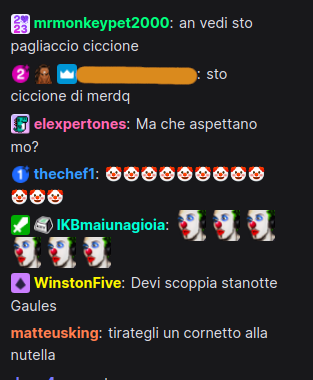 mrmonkeypet2000: an vedi sto
pagliaccio ciccione
: sto
ciccione di merdq
elexpertones: Ma che aspettano
mo?
thechef1: 🤡🤡🤡🤡🤡🤡🤡🤡🤡
🤡🤡🤡
IKBmaiunagioia:
WinstonFive: Devi scoppia stanotte
Gaules
matteusking: tirategli un cornetto alla
nutella